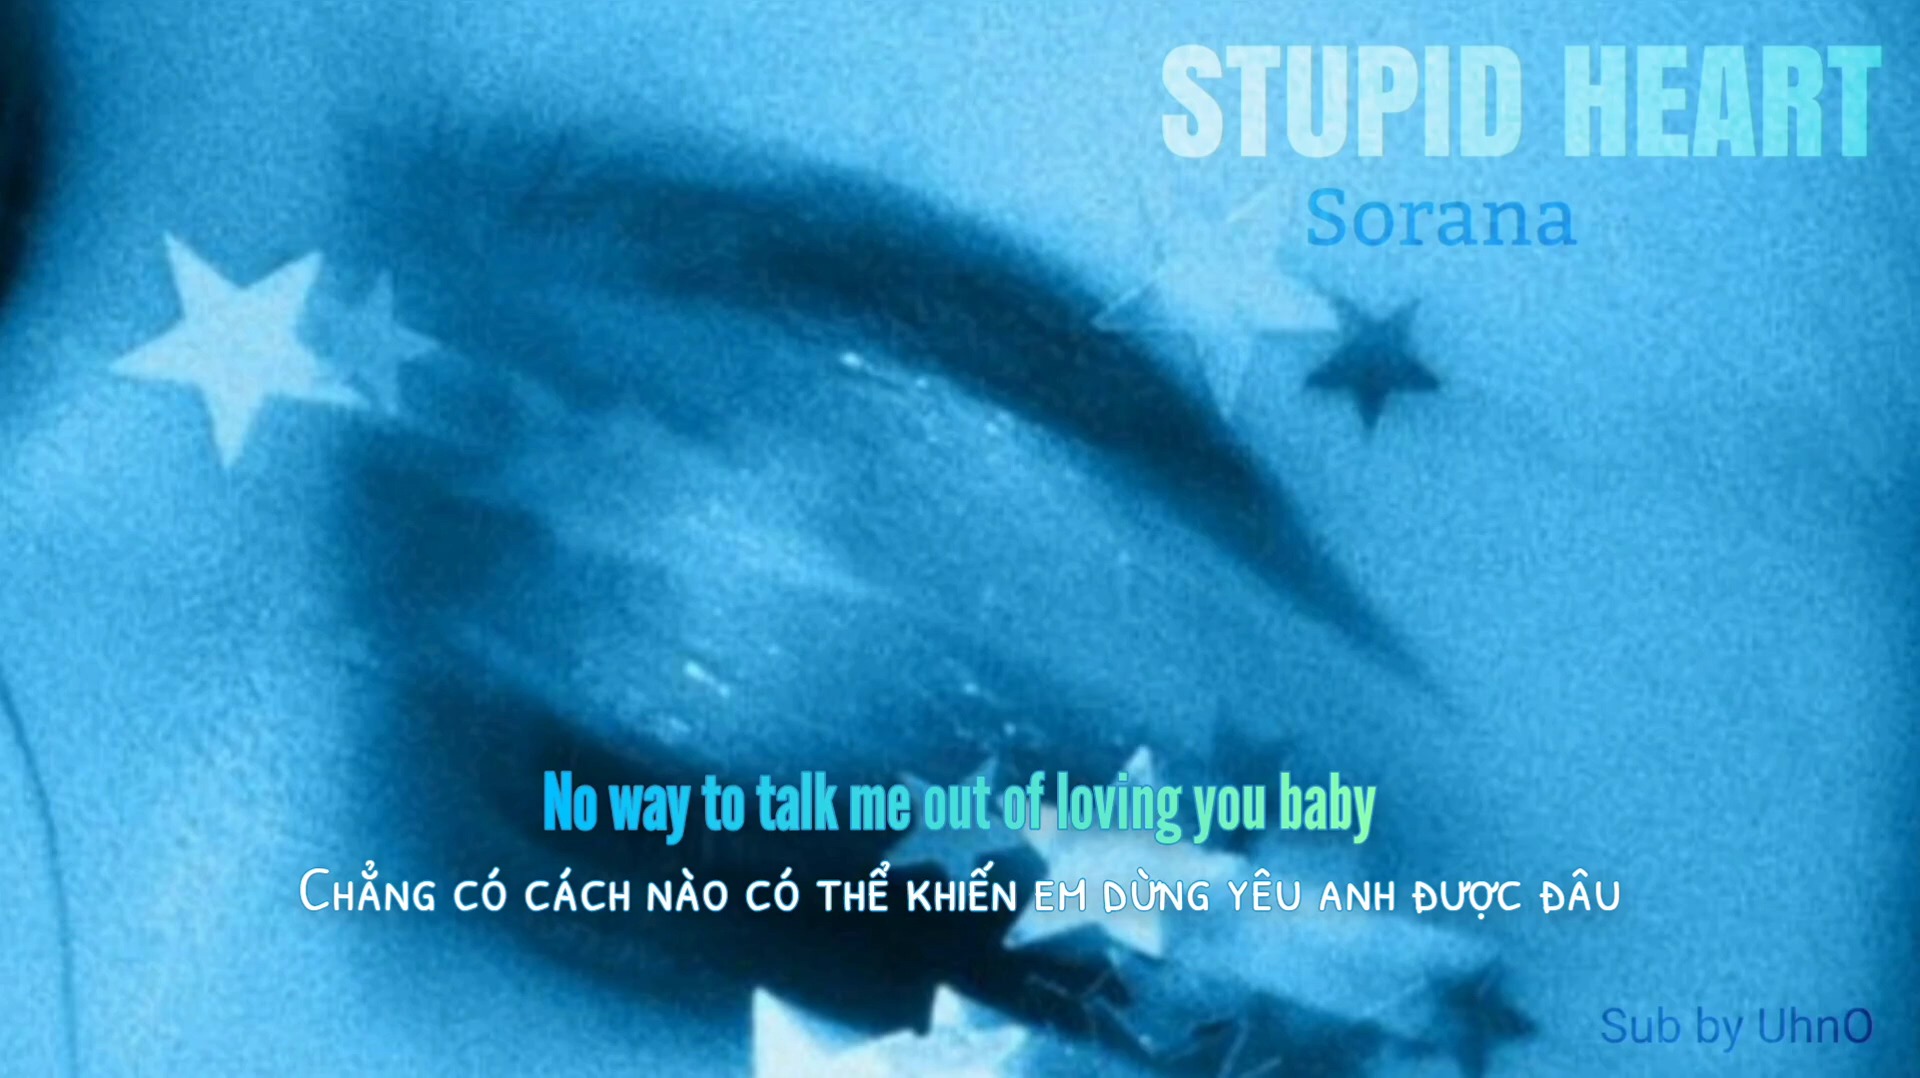 STUPID HEART
Sorana
No way to talk me out of loving you baby
Chẳng có cách nào có thể khiến em dừng yêu anh được đâu
Sub by UhnO